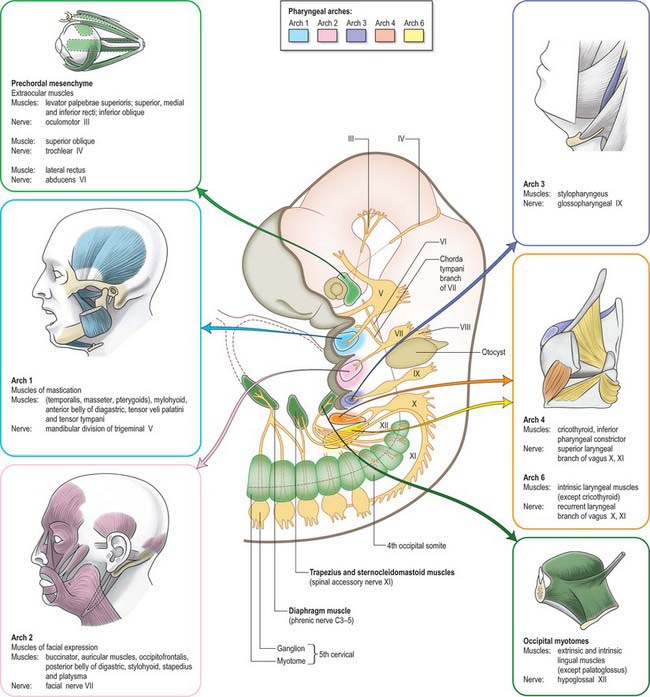 Pharyngeal arches:
Arch 1 Arch 2 Arch 3 Arch 4 Arch 6
Prechordal mesenchyme
Extraocular muscles
Muscles: levator palpebrae superioris; superior, medial
and inferior recti; inferior oblique
Nerve: oculomotor III
Muscle: superior oblique
Nerve: trochlear IV
Muscle: lateral rectus
Nerve: abducens VI
Arch 1
Muscles of mastication
Muscles: (temporalis, masseter, pterygoids), mylohyoid,
anterior belly of diagastric, tensor veli palatini
and tensor tympani
Nerve: mandibular division of trigeminal V
Arch 2
Muscles of facial expression
Muscles: buccinator, auricular muscles, occipitofrontalis,
posterior belly of digastric, stylohyoid, stapedius
and platysma
Nerve: facial nerve VII
III
IV
VI
Chorda
tympani
branch
of VII
V
VII
VIII
Otocyst
IX
X
XII
XI
4th occipital somite
Trapezius and sternocleidomastoid muscles
(spinal accessory nerve XI)
Diaphragm muscle
(phrenic nerve C3–5)
Ganglion
Myotome
5th cervical
Arch 3
Muscles: stylopharyngeus
Nerve: glossopharyngeal IX
Arch 4
Muscles: cricothyroid, inferior
pharyngeal constrictor
Nerve: superior laryngeal
branch of vagus X, XI
Arch 6
Muscles: intrinsic laryngeal muscles
(except cricothyroid)
Nerve: recurrent laryngeal
branch of vagus X, XI
Occipital myotomes
Muscles: extrinsic and intrinsic
lingual muscles
(except palatoglossus)
Nerve: hypoglossal XII